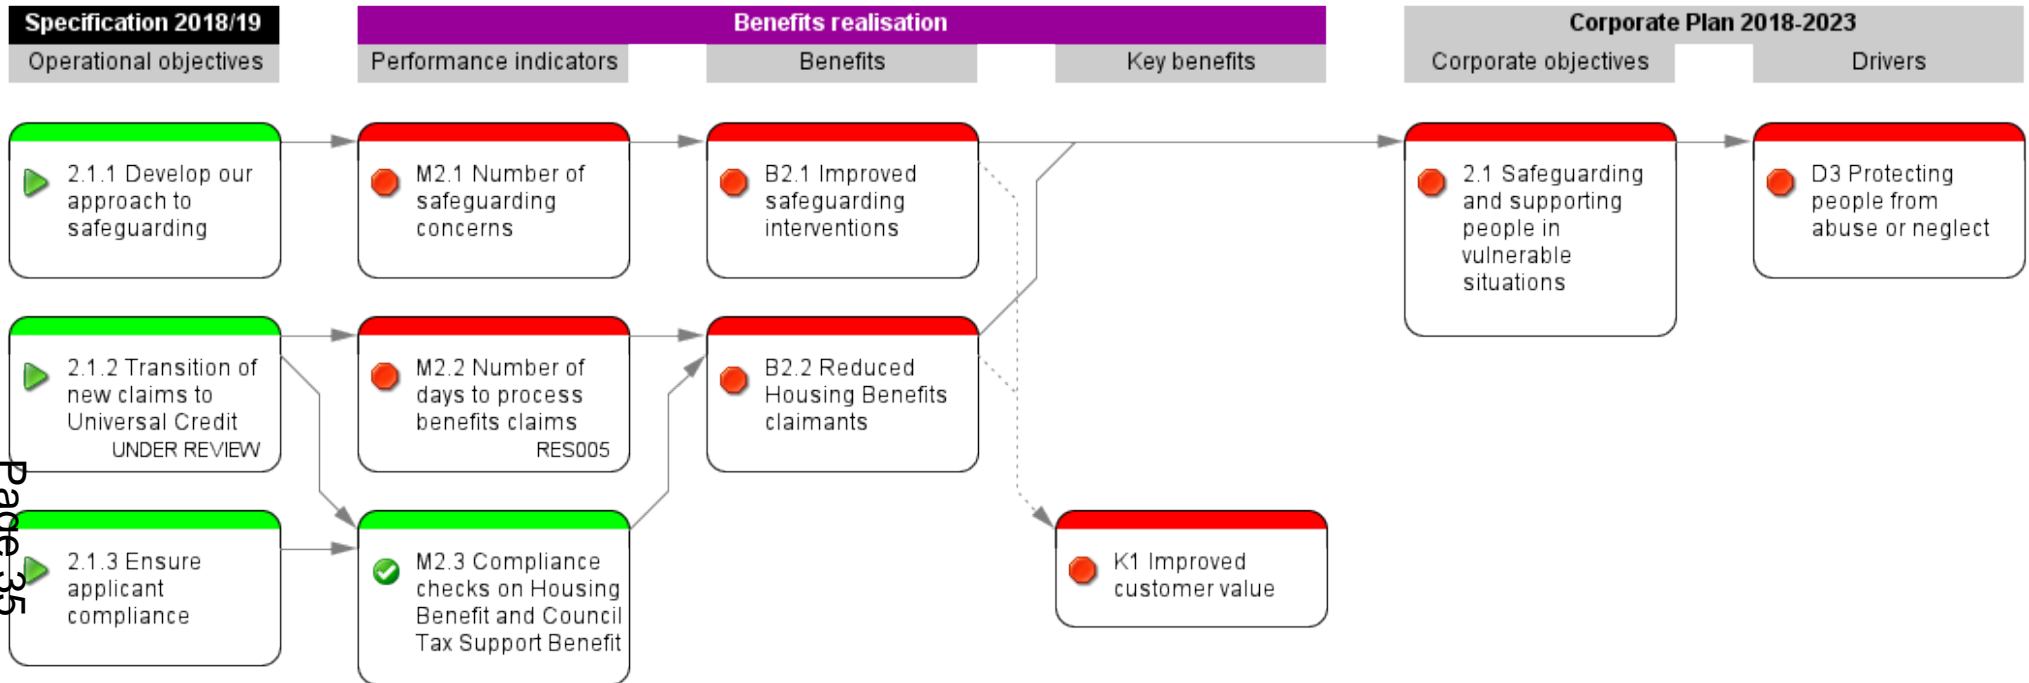 Specification 2018/19
Benefits realisation
Corporate Plan 2018-2023
Operational objectives
Performance indicators
Benefits
Key benefits
Corporate objectives
Drivers
2.1.1 Develop our
approach to
safeguarding
M2.1 Number of
safeguarding
concerns
B2.1 Improved
safeguarding
interventions
2.1 Safeguarding
and supporting
people in
vulnerable
situations
D3 Protecting
people from
abuse or neglect
2.1.2 Transition of
new claims to
Universal Credit
UNDER REVIEW
M2.2 Number of
days to process
benefits claims
RES005
B2.2 Reduced
Housing Benefits
claimants
2.1.3 Ensure
applicant
compliance
M2.3 Compliance
checks on Housing
Benefit and Council
Tax Support Benefit
K1 Improved
customer value
Page 35